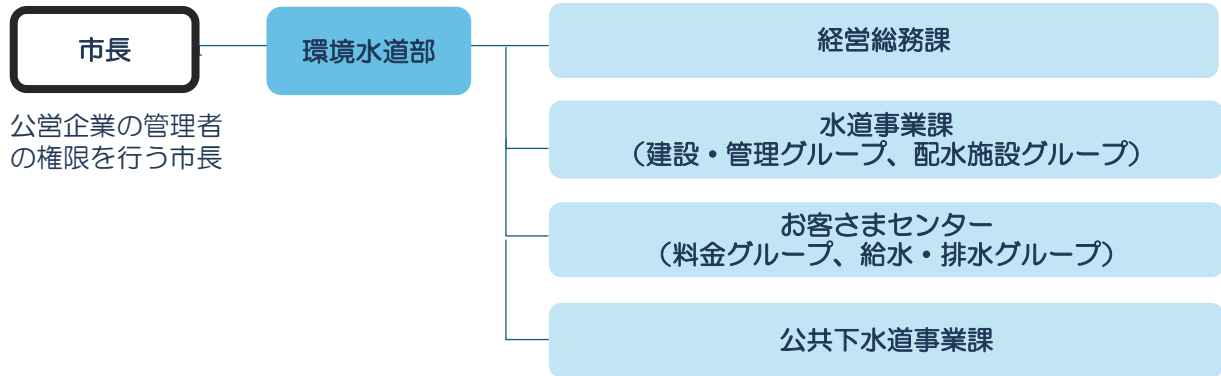 市長
公営企業の管理者
の権限を行う市長
環境水道部
経営総務課
水道事業課
（建設・管理グループ、配水施設グループ）
お客さまセンター
（料金グループ、給水・排水グループ）
公共下水道事業課